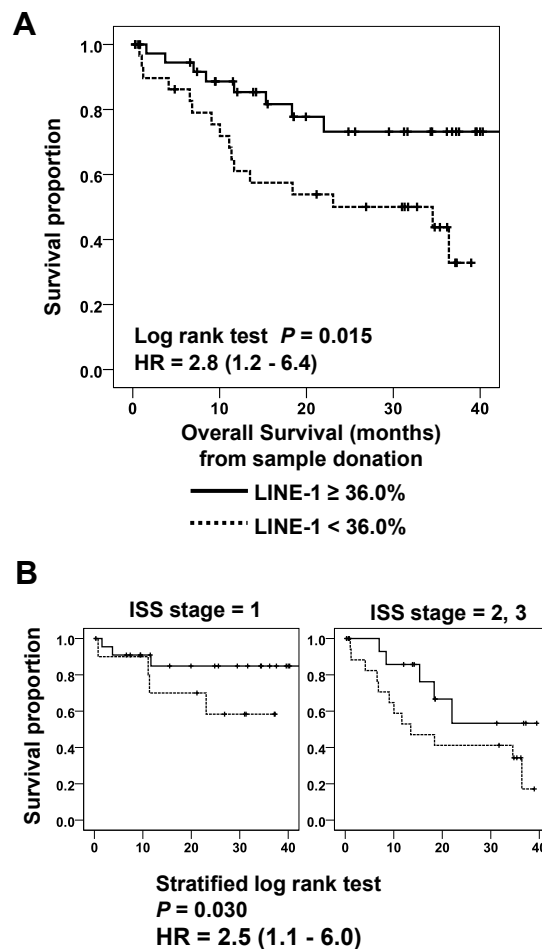 A
Survival proportion
1.0
0.8
0.6
0.4
0.2
0.0
Log rank test P = 0.015
HR = 2.8 (1.2 - 6.4)
0 10 20 30 40
Overall Survival (months)
from sample donation
LINE-1 ≥ 36.0%
LINE-1 < 36.0%
B
ISS stage = 1
ISS stage = 2, 3
Survival proportion
1.0
0.8
0.6
0.4
0.2
0.0
0 10 20 30 40
1.0
0.8
0.6
0.4
0.2
0.0
0 10 20 30 40
Stratified log rank test
P = 0.030
HR = 2.5 (1.1 - 6.0)